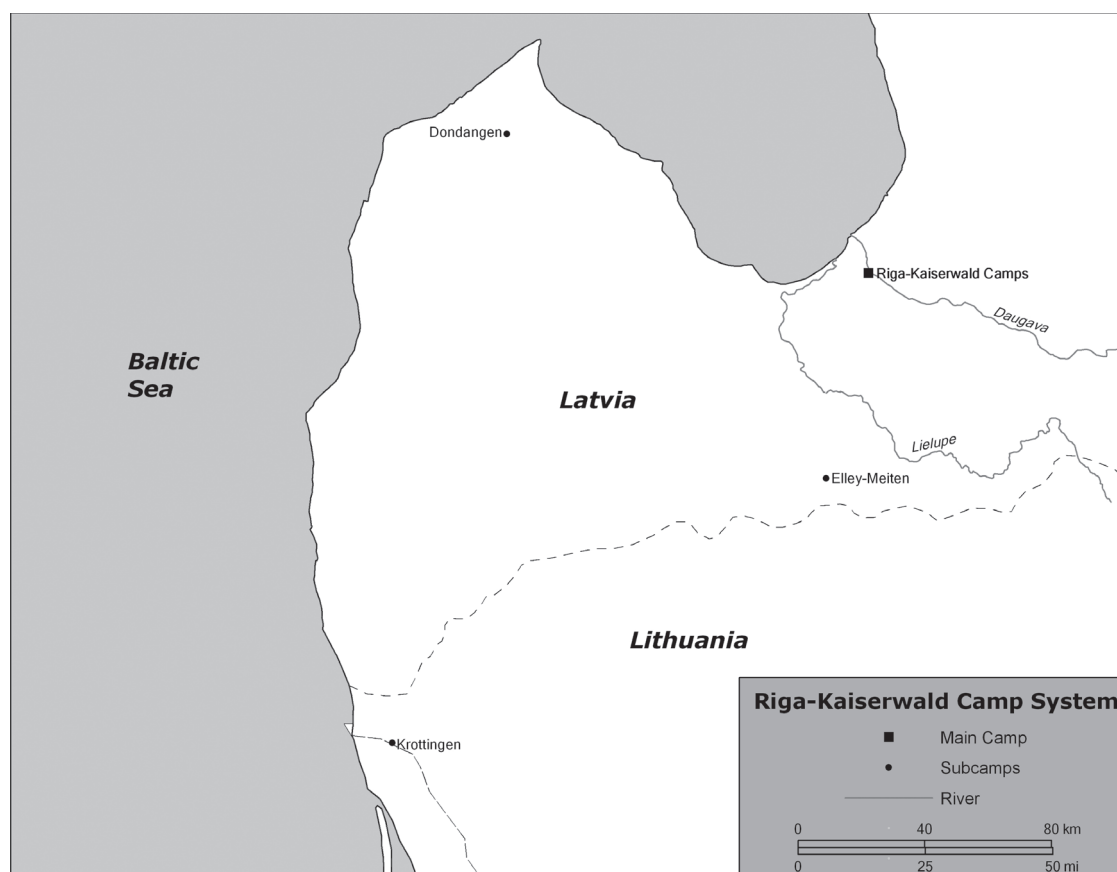 Dondangen
Riga-Kaiserwald Camps
Daugava
Baltic
Sea
Latvia
Lielupe
Elley-Meiten
Lithuania
Krottingen
Riga-Kaiserwald Camp System
Main Camp
Subcamps
River
0 40 80 km
0 25 50 mi